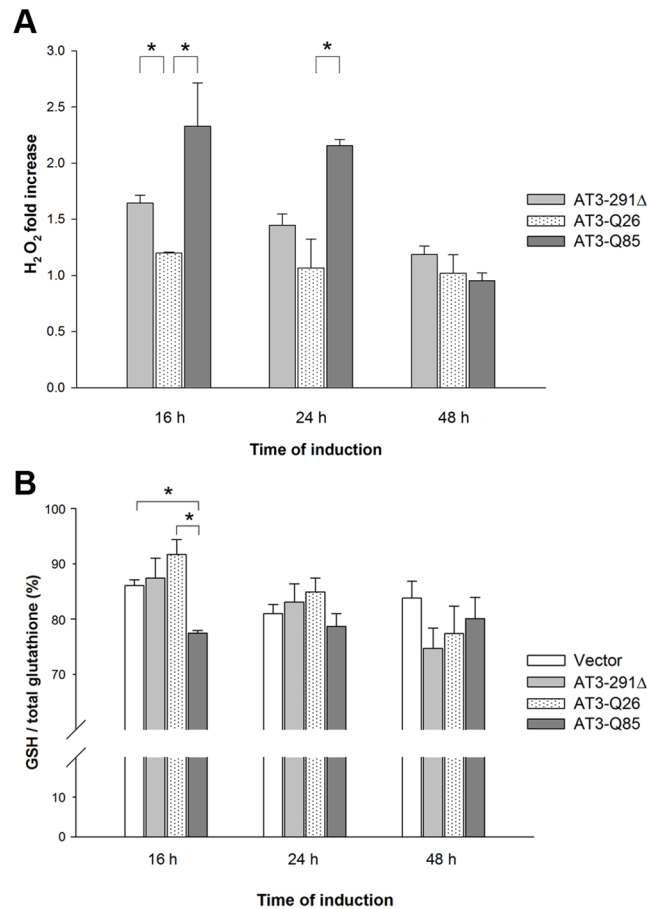 A
* * *
3.0
2.5
2.0
1.5
1.0
0.5
0.0
H2O2 fold increase
16 h 24 h 48 h
Time of induction
AT3-291Δ
AT3-Q26
AT3-Q85
B
*
*
100
90
80
70
10
0
GSH / total glutathione (%)
16 h 24 h 48 h
Time of induction
Vector
AT3-291Δ
AT3-Q26
AT3-Q85